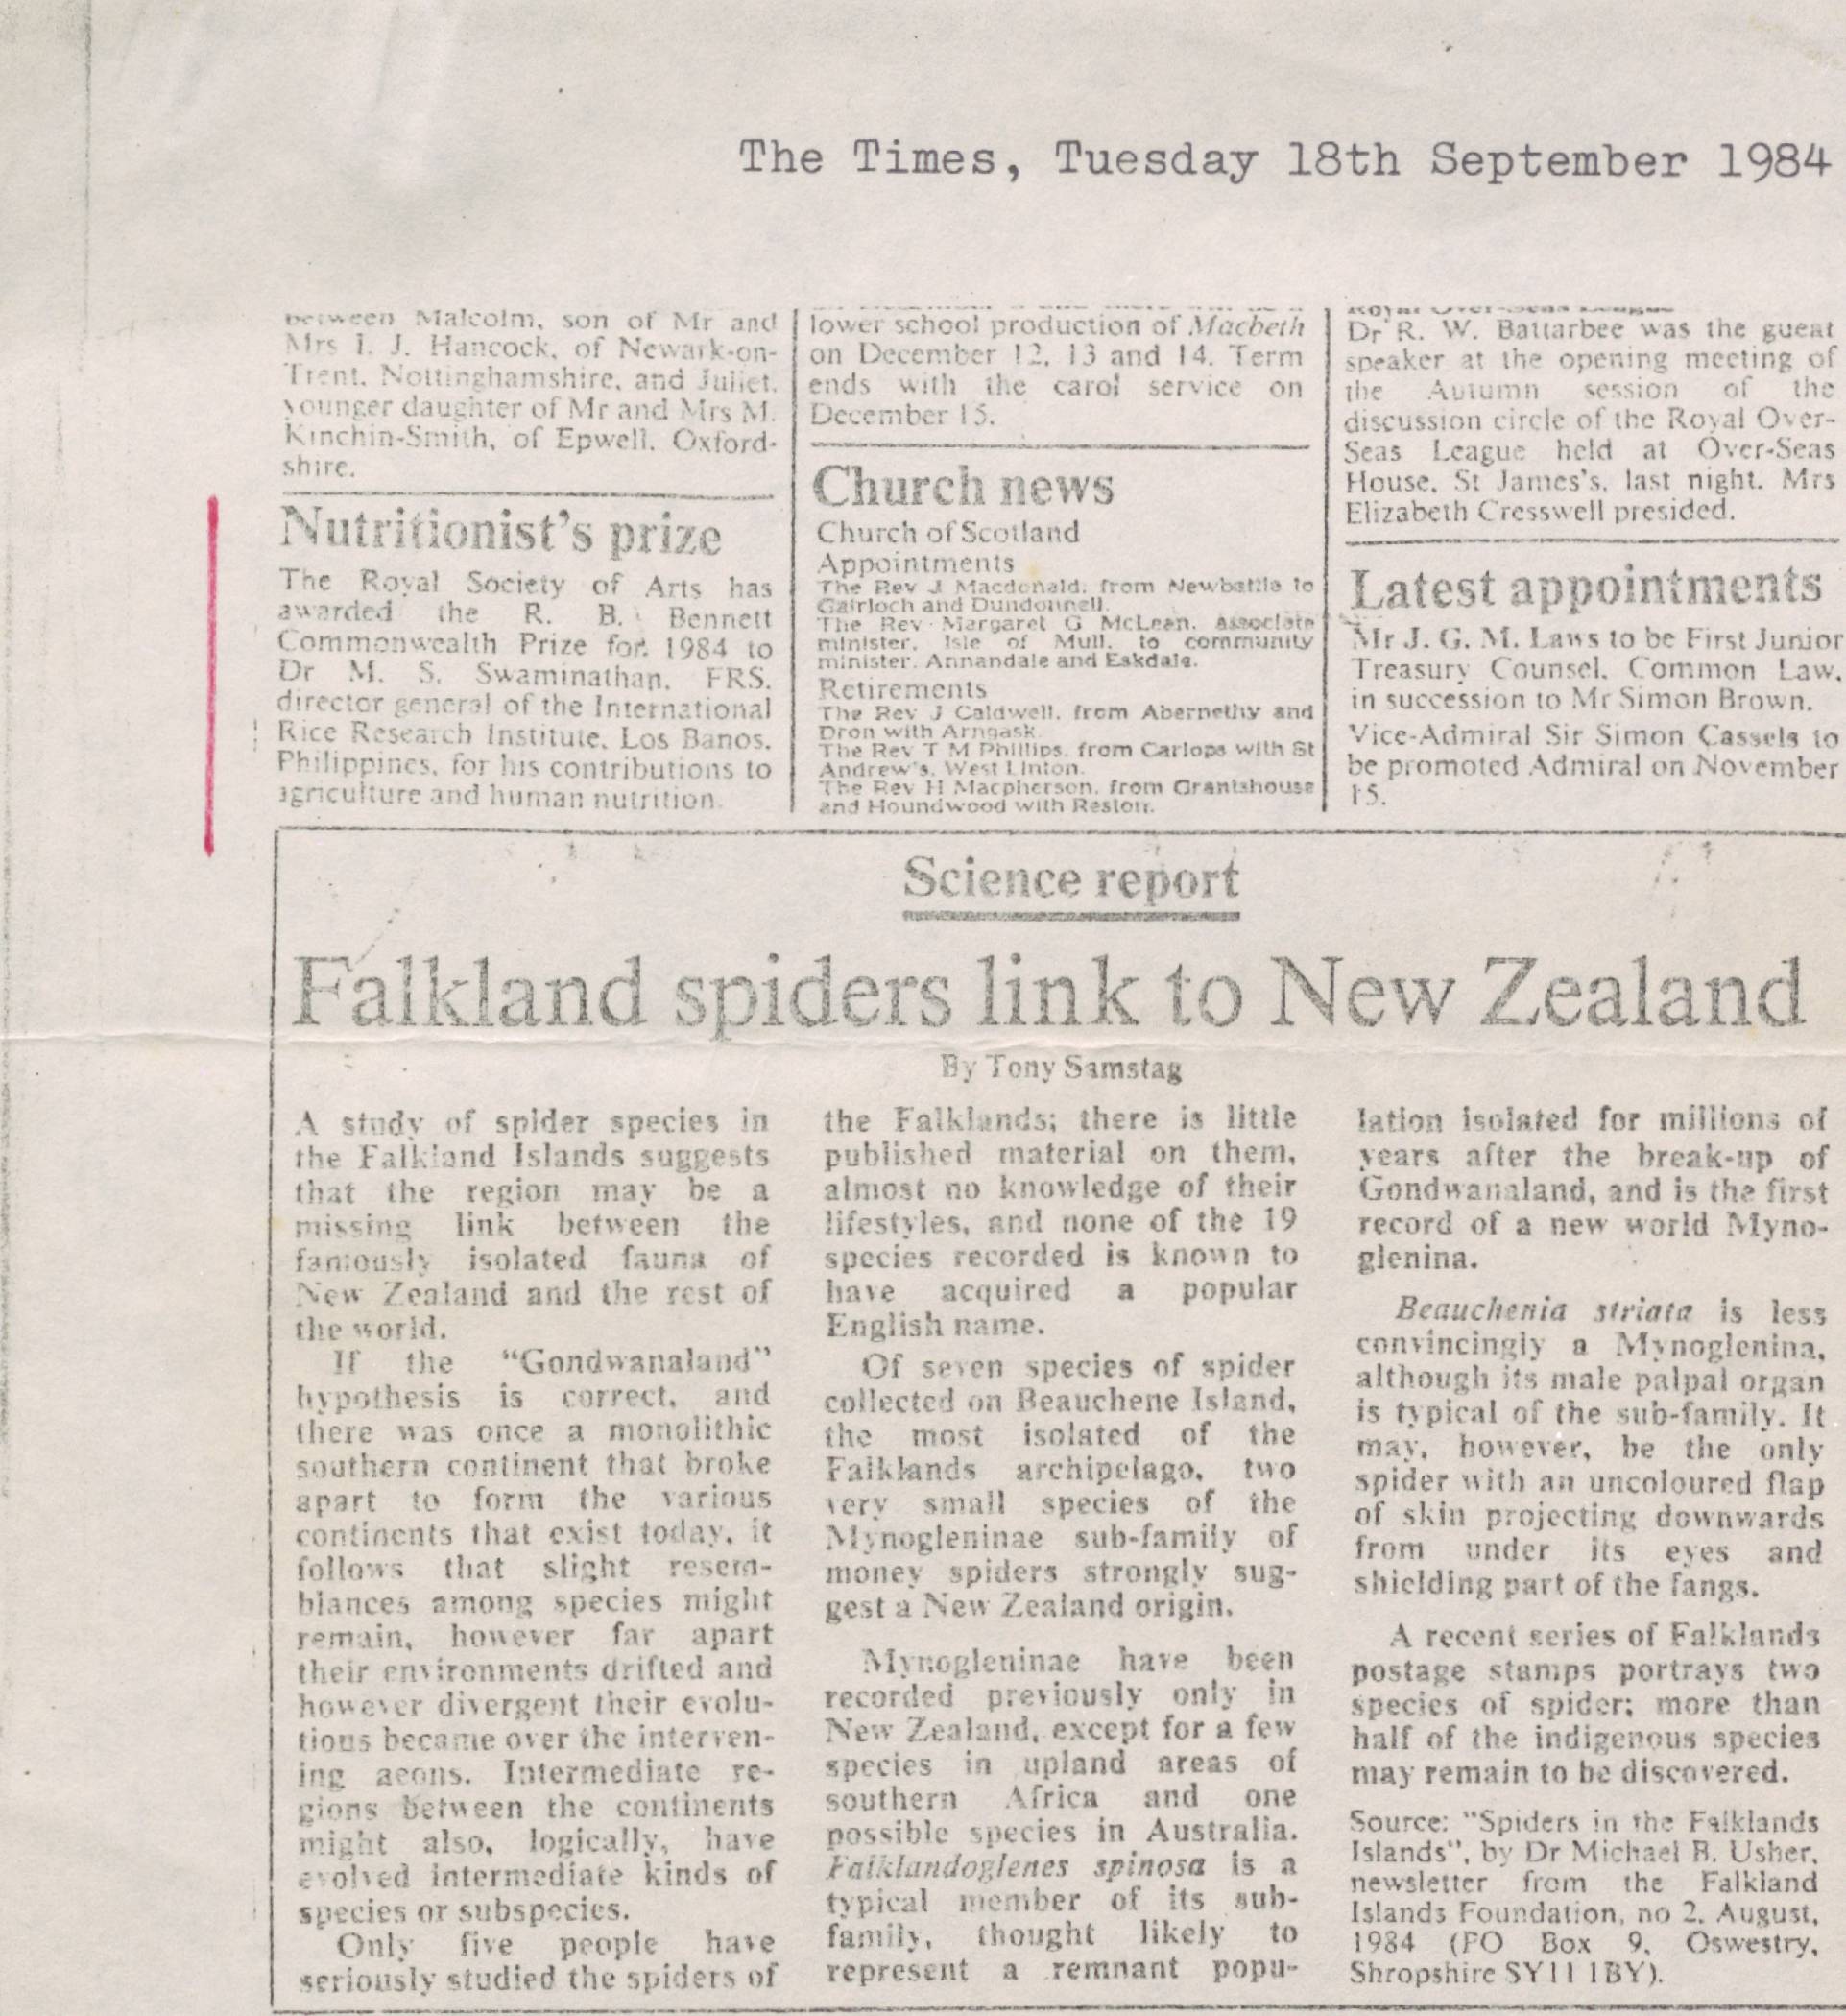 The Times, Tuesday 18th September 1984
between Malcolm, son of Mr and
Mrs I. J. Hancock, of Newark-on-
Trent, Nottinghamshire, and Juliet,
younger daughter of Mr and Mrs M.
Kinchin-Smith, of Epwell, Oxford-
shire.
Nutritionist's prize
The Royal Society of Arts has
awarded the R. B. Bennett
Commonwealth Prize for 1984 to
Dr M. S. Swaminathan, FRS,
director general of the International
Rice Research Institute, Los Banos,
Philippines, for his contributions to
agriculture and human nutrition.
lower school production of Macbeth
on December 12, 13 and 14. Term
ends with the carol service on
December 15.
Church news
Church of Scotland
Appointments
The Rev J Macdonald, from Newbattle to
Gairloch and Dundonnell.
The Rev Margaret G McLean, associate
minister, Isle of Mull, to community
minister, Annandale and Eskdale.
Retirements
The Rev J Caldwell, from Abernethy and
Dron with Arngask.
The Rev T M Phillips, from Carlops with St
Andrew's, West Linton.
The Rev H Macpherson, from Grantshouse
and Houndwood with Reston.
Royal Over-Seas League
Dr R. W. Battarbee was the guest
speaker at the opening meeting of
the Autumn session of the
discussion circle of the Royal Over-
Seas League held at Over-Seas
House, St James's, last night. Mrs
Elizabeth Cresswell presided.
Latest appointments
Mr J. G. M. Laws to be First Junior
Treasury Counsel, Common Law,
in succession to Mr Simon Brown.
Vice-Admiral Sir Simon Cassels to
be promoted Admiral on November
15.
Science report
Falkland spiders link to New Zealand
By Tony Samstag
A study of spider species in
the Falkland Islands suggests
that the region may be a
missing link between the
famously isolated fauna of
New Zealand and the rest of
the world.
If the "Gondwanaland"
hypothesis is correct, and
there was once a monolithic
southern continent that broke
apart to form the various
continents that exist today, it
follows that slight resem-
blances among species might
remain, however far apart
their environments drifted and
however divergent their evolu-
tions became over the interven-
ing aeons. Intermediate re-
gions between the continents
might also, logically, have
evolved intermediate kinds of
species or subspecies.
Only five people have
seriously studied the spiders of
the Falklands; there is little
published material on them,
almost no knowledge of their
lifestyles, and none of the 19
species recorded is known to
have acquired a popular
English name.
Of seven species of spider
collected on Beauchene Island,
the most isolated of the
Falklands archipelago, two
very small species of the
Mynogleninae sub-family of
money spiders strongly sug-
gest a New Zealand origin.
Mynogleninae have been
recorded previously only in
New Zealand, except for a few
species in upland areas of
southern Africa and one
possible species in Australia.
Falklandoglenes spinosa is a
typical member of its sub-
family, thought likely to
represent a remnant popu-
lation isolated for millions of
years after the break-up of
Gondwanaland, and is the first
record of a new world Myno-
glenina.
Beauchenia striata is less
convincingly a Mynoglenina,
although its male palpal organ
is typical of the sub-family. It
may, however, be the only
spider with an uncoloured flap
of skin projecting downwards
from under its eyes and
shielding part of the fangs.
A recent series of Falklands
postage stamps portrays two
species of spider; more than
half of the indigenous species
may remain to be discovered.
Source: "Spiders in the Falklands
Islands", by Dr Michael B. Usher,
newsletter from the Falkland
Islands Foundation, no 2, August,
1984 (PO Box 9, Oswestry,
Shropshire SY11 1BY).